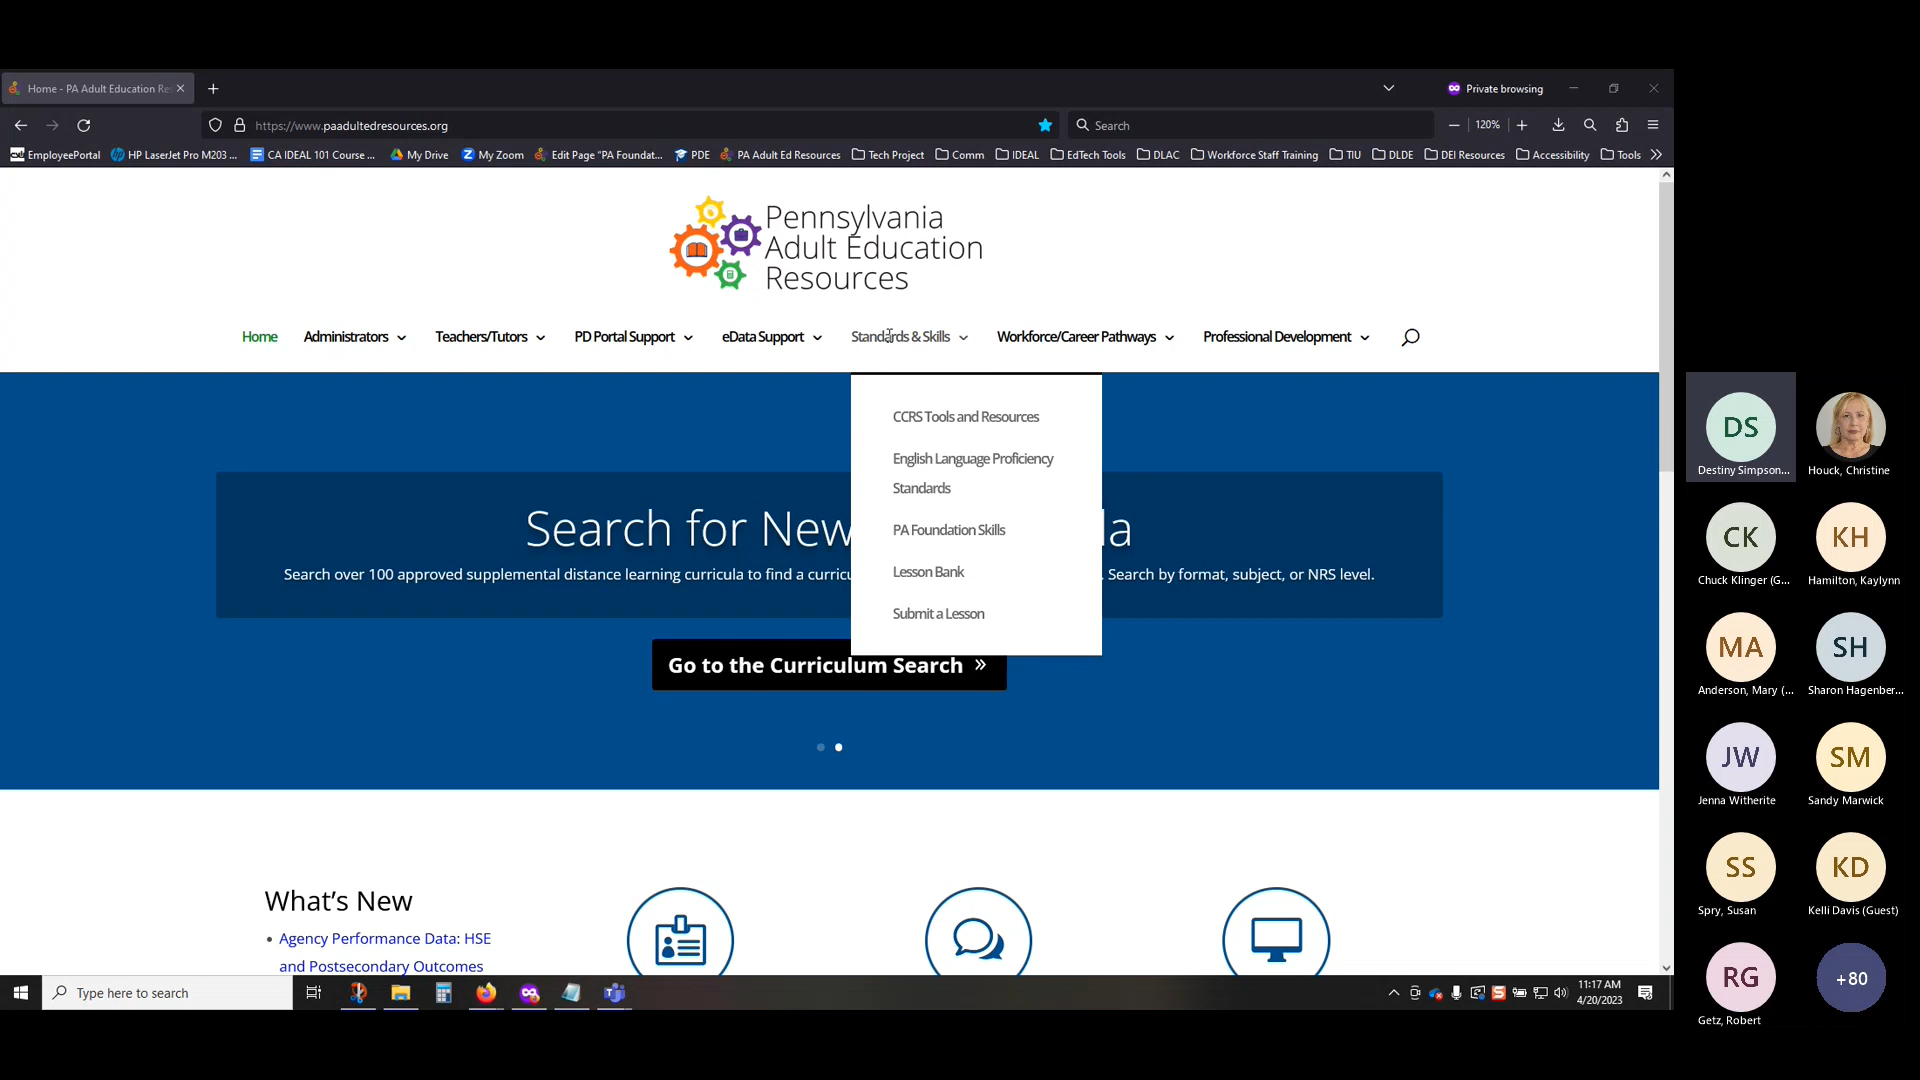 Home - PA Adult Education Re
Private browsing
https://www.paadultedresources.org
Search
120%
EmployeePortal
HP LaserJet Pro M203 ...
CA IDEAL 101 Course ...
My Drive
My Zoom
Edit Page "PA Foundat...
PDE
PA Adult Ed Resources
Tech Project
Comm
IDEAL
EdTech Tools
DLAC
Workforce Staff Training
TIU
DLDE
DEI Resources
Accessibility
Tools
Pennsylvania
Adult Education
Resources
Home
Administrators
Teachers/Tutors
PD Portal Support
eData Support
Standards & Skills
Workforce/Career Pathways
Professional Development
CCRS Tools and Resources
English Language Proficiency
Standards
PA Foundation Skills
Lesson Bank
Submit a Lesson
Search for New la
Search over 100 approved supplemental distance learning curricula to find a curricu . Search by format, subject, or NRS level.
Go to the Curriculum Search »
What's New
• Agency Performance Data: HSE
and Postsecondary Outcomes
Type here to search
11:17 AM
4/20/2023
DS
Destiny Simpson...
Houck, Christine
CK
Chuck Klinger (G...
KH
Hamilton, Kaylynn
MA
Anderson, Mary (...
SH
Sharon Hagenber...
JW
Jenna Witherite
SM
Sandy Marwick
SS
Spry, Susan
KD
Kelli Davis (Guest)
RG
Getz, Robert
+80